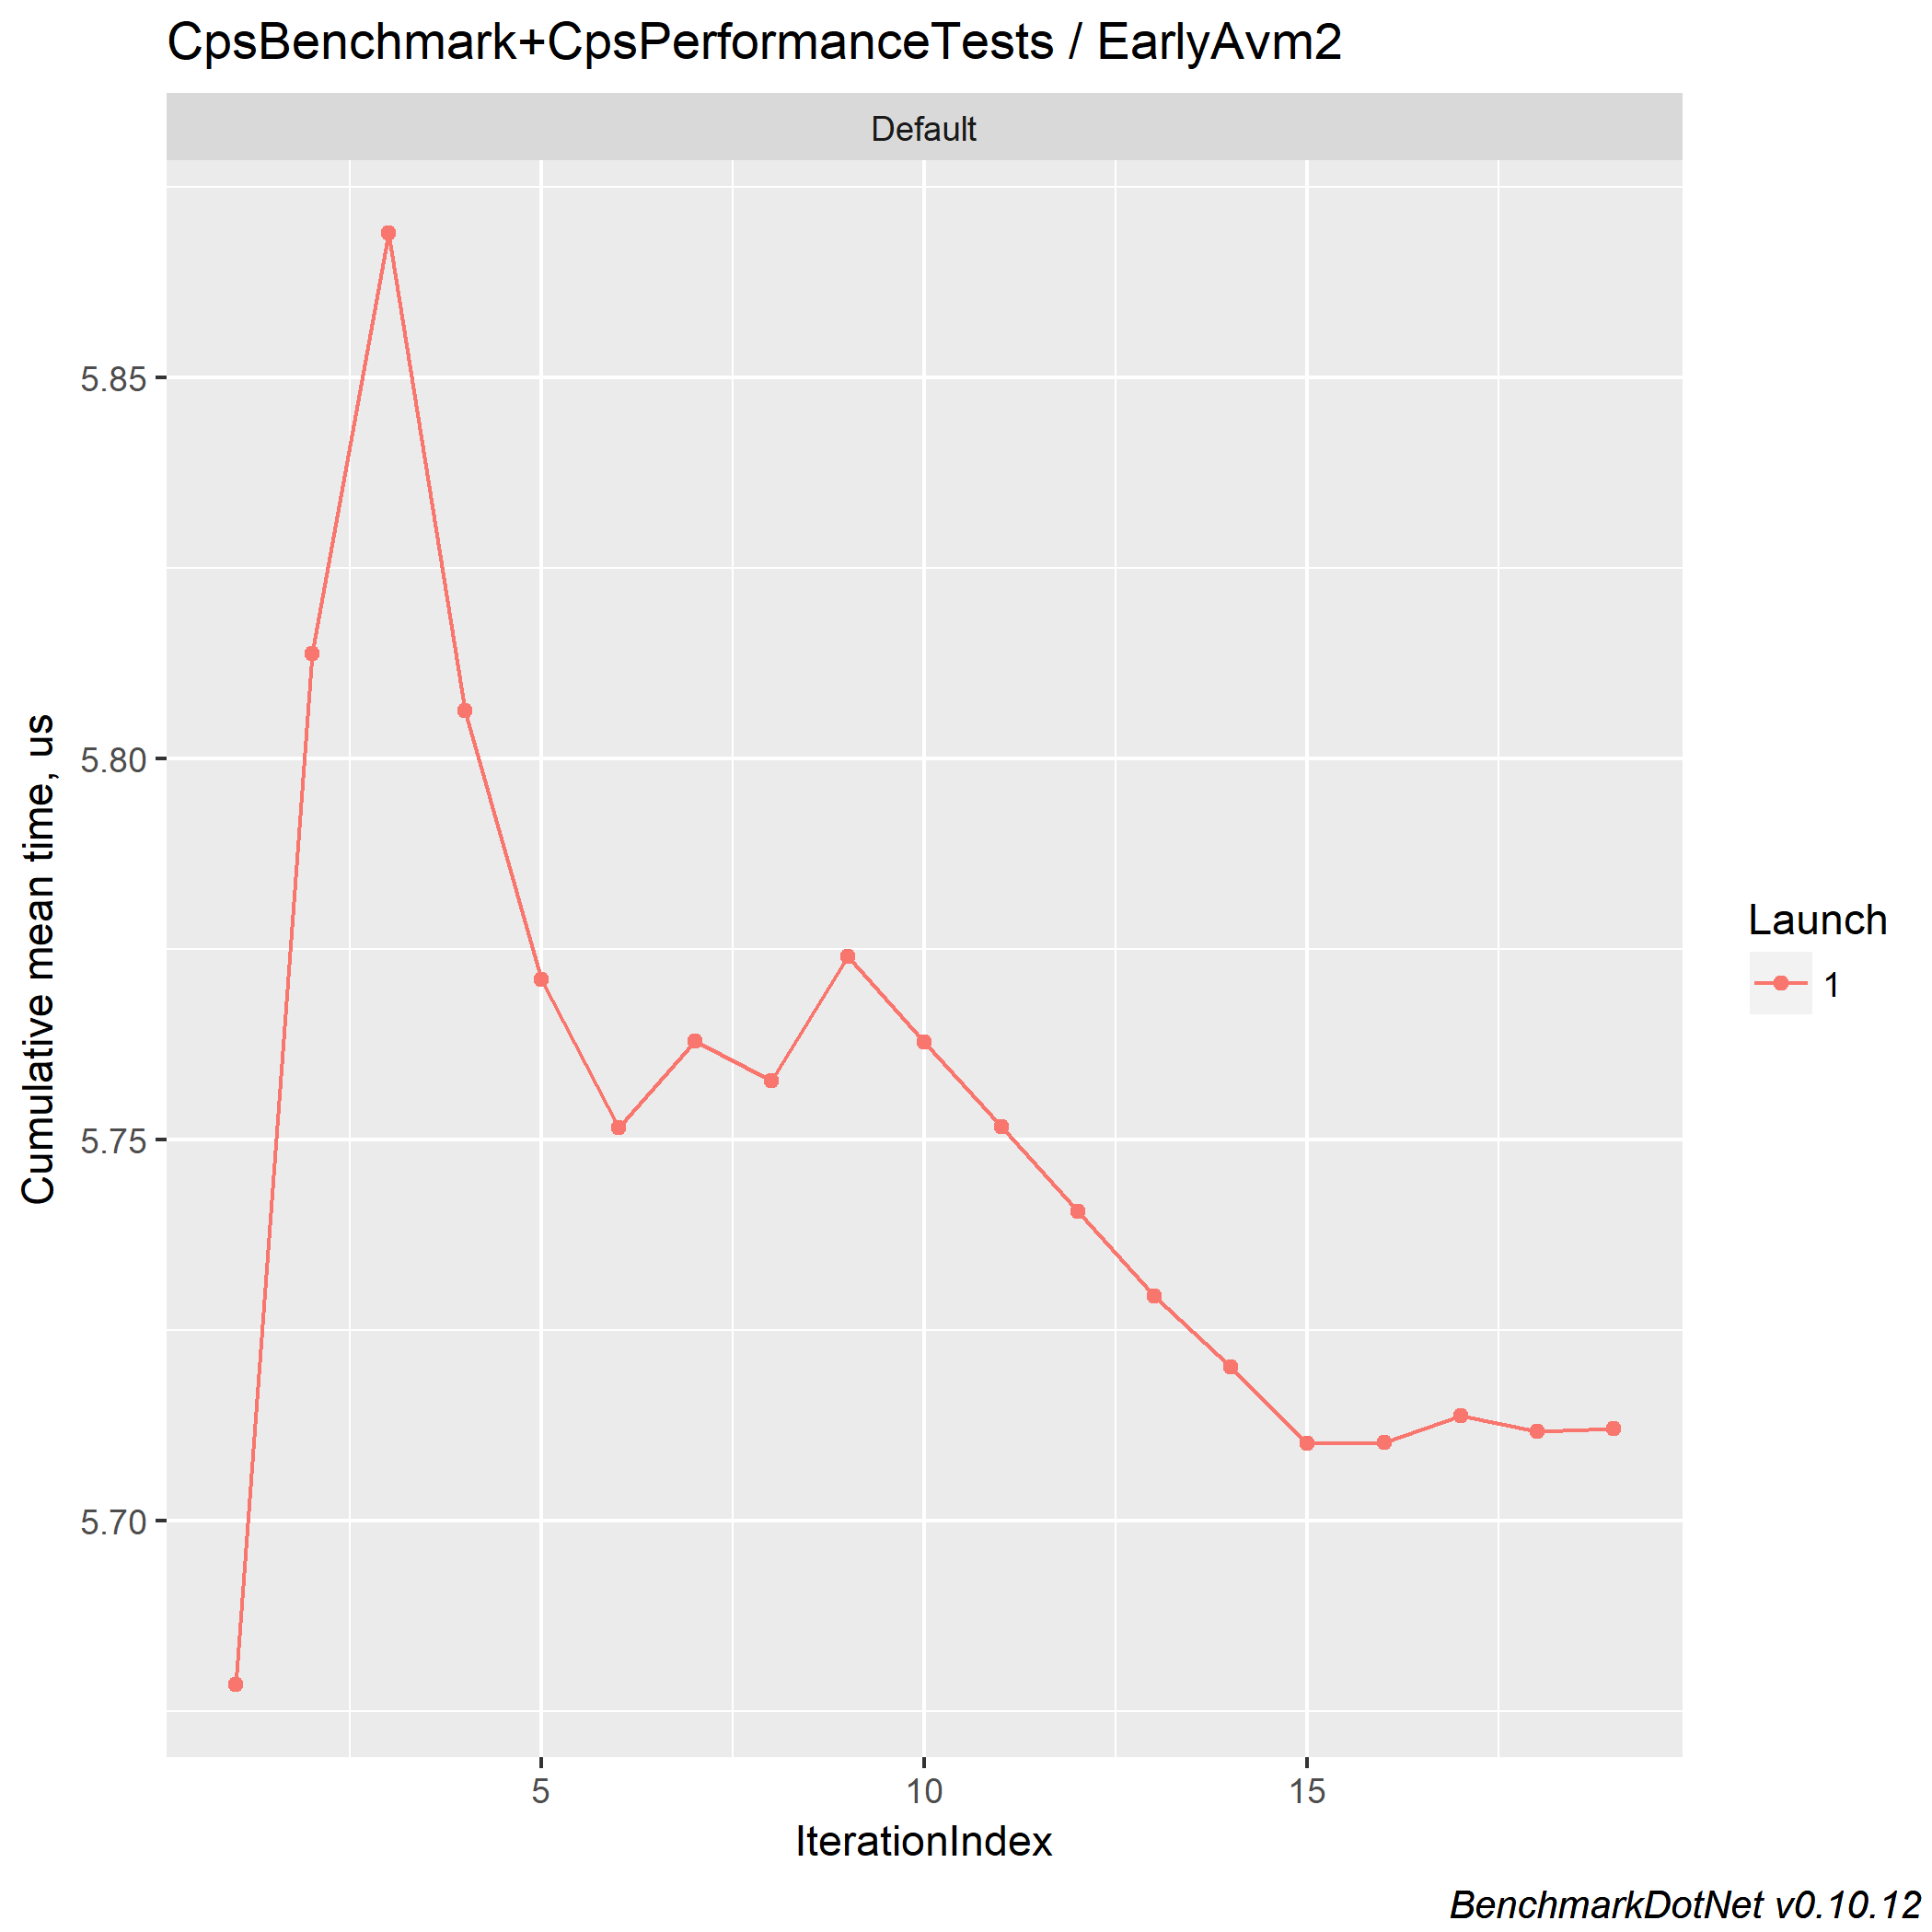 CpsBenchmark+CpsPerformanceTests / EarlyAvm2
Default
Cumulative mean time, us
5.85
5.80
5.75
5.70
5
10
15
IterationIndex
Launch
1
BenchmarkDotNet v0.10.12